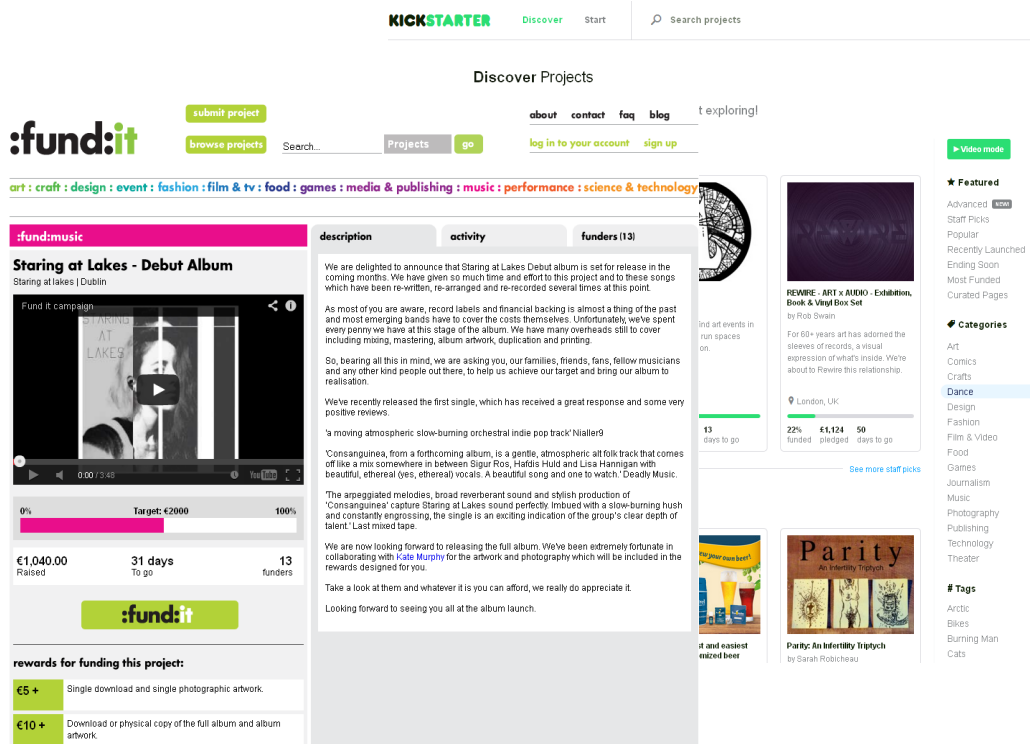 KICKSTARTER Discover Start Search projects
Discover Projects
t exploring!
submit project
browse projects
:fund:it
Search... Projects go
about contact faq blog
log in to your account sign up
art : craft : design : event : fashion : film & tv : food : games : media & publishing : music : performance : science & technology
:fund:music
Staring at Lakes - Debut Album
Staring at lakes | Dublin
Fund it campaign
STARING
AT
LAKES
0:00 / 3:48 YouTube
0% Target: €2000 100%
€1,040.00 31 days 13
Raised To go funders
:fund:it
rewards for funding this project:
€5 + Single download and single photographic artwork.
€10 + Download or physical copy of the full album and album
artwork.
description activity funders (13)
We are delighted to announce that Staring at Lakes Debut album is set for release in the
coming months. We have given so much time and effort to this project and to these songs
which have been re-written, re-arranged and re-recorded several times at this point.
As most of you are aware, record labels and financial backing is almost a thing of the past
and most emerging bands have to cover the costs themselves. Unfortunately, we've spent
every penny we have at this stage of the album. We have many overheads still to cover
including mixing, mastering, album artwork, duplication and printing.
So, bearing all this in mind, we are asking you, our families, friends, fans, fellow musicians
and any other kind people out there, to help us achieve our target and bring our album to
realisation.
We've recently released the first single, which has received a great response and some very
positive reviews.
'a moving atmospheric slow-burning orchestral indie pop track' Nialler9
'Consanguinea, from a forthcoming album, is a gentle, atmospheric alt folk track that comes
off like a mix somewhere in between Sigur Ros, Hafdis Huld and Lisa Hannigan with
beautiful, ethereal (yes, ethereal) vocals. A beautiful song and one to watch.' Deadly Music.
'The arpeggiated melodies, broad reverberant sound and stylish production of
'Consanguinea' capture Staring at Lakes sound perfectly. Imbued with a slow-burning hush
and constantly engrossing, the single is an exciting indication of the group's clear depth of
talent.' Last mixed tape.
We are now looking forward to releasing the full album. We've been extremely fortunate in
collaborating with Kate Murphy for the artwork and photography which will be included in the
rewards designed for you.
Take a look at them and whatever it is you can afford, we really do appreciate it.
Looking forward to seeing you all at the album launch.
ind art events in
run spaces
on.
13
days to go
REWIRE - ART x AUDIO - Exhibition,
Book & Vinyl Box Set
by Rob Swain
For 60+ years art has adorned the
sleeves of records, a visual
expression of what's inside. We're
about to Rewire this relationship.
London, UK
22% £1,124 50
funded pledged days to go
See more staff picks
your own beer!
st and easiest
omized beer
Parity
An Infertility Triptych
Parity: An Infertility Triptych
by Sarah Robicheau
Video mode
Featured
Advanced NEW!
Staff Picks
Popular
Recently Launched
Ending Soon
Most Funded
Curated Pages
Categories
Art
Comics
Crafts
Dance
Design
Fashion
Film & Video
Food
Games
Journalism
Music
Photography
Publishing
Technology
Theater
# Tags
Arctic
Bikes
Burning Man
Cats